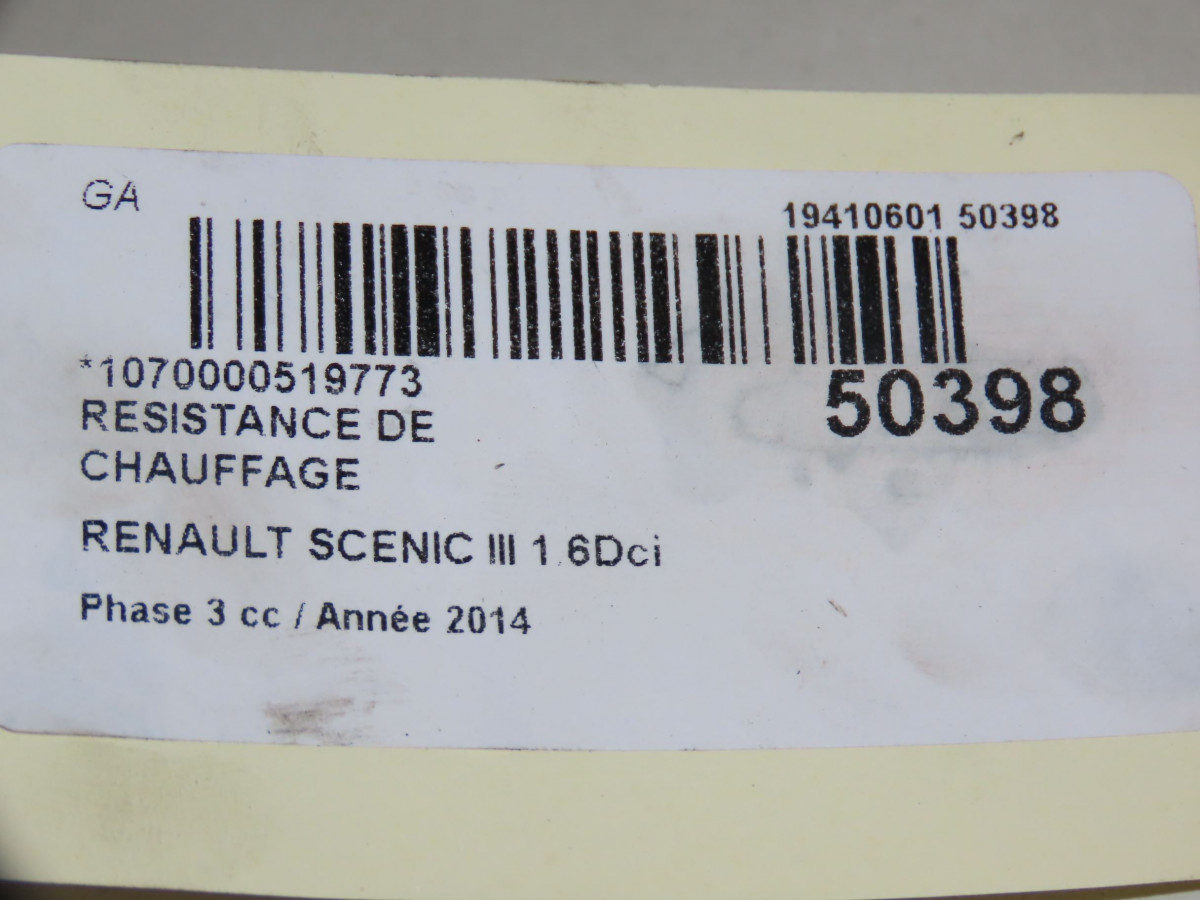 GA
19410601 50398
*1070000519773
50398
RESISTANCE DE
CHAUFFAGE
RENAULT SCENIC III 1.6Dci
Phase 3 cc / Année 2014